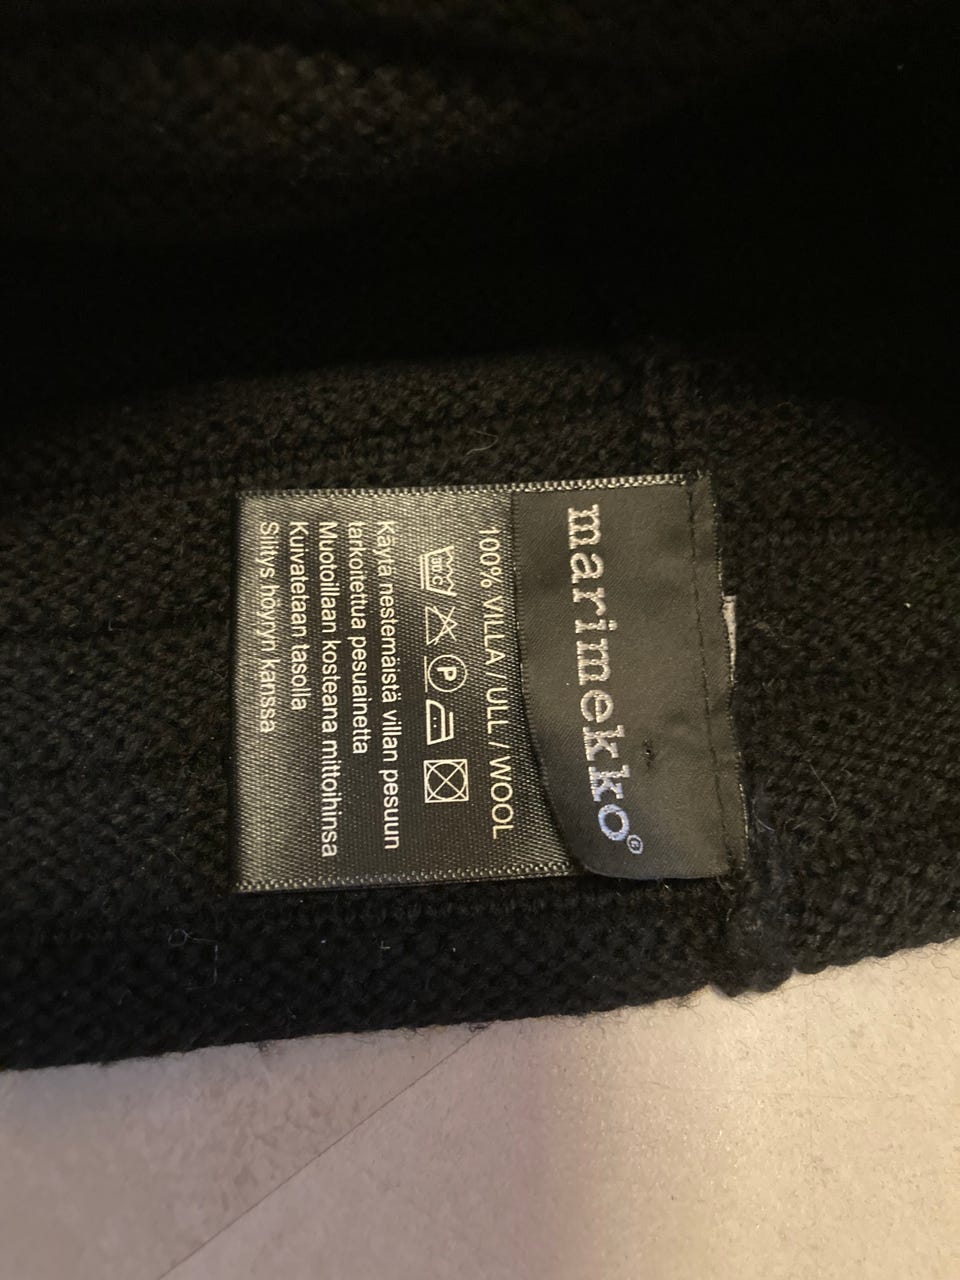 marimekko®
100% VILLA / ULL / WOOL
30°C P
Käytä nestemäistä villan pesuun
tarkoitettua pesuainetta
Muotoillaan kosteana mittoihinsa
Kuivatetaan tasolla
Silitys höyryn kanssa